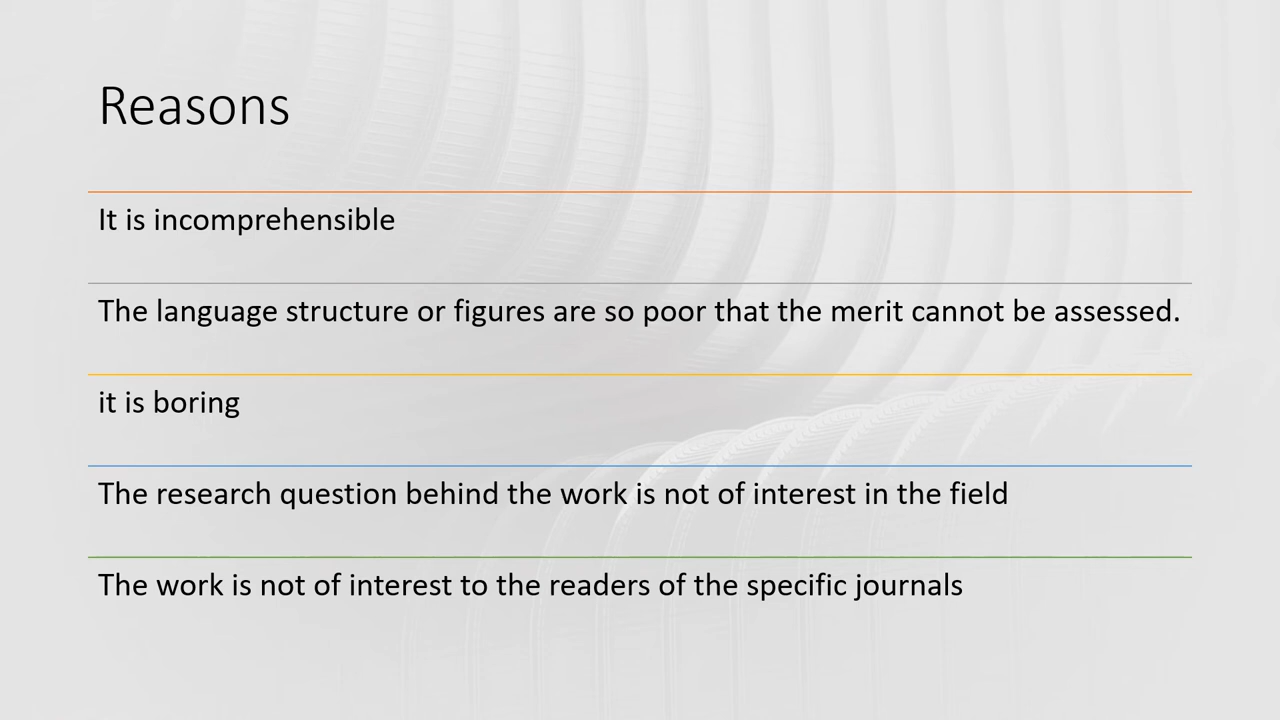 Reasons
It is incomprehensible
The language structure or figures are so poor that the merit cannot be assessed.
it is boring
The research question behind the work is not of interest in the field
The work is not of interest to the readers of the specific journals